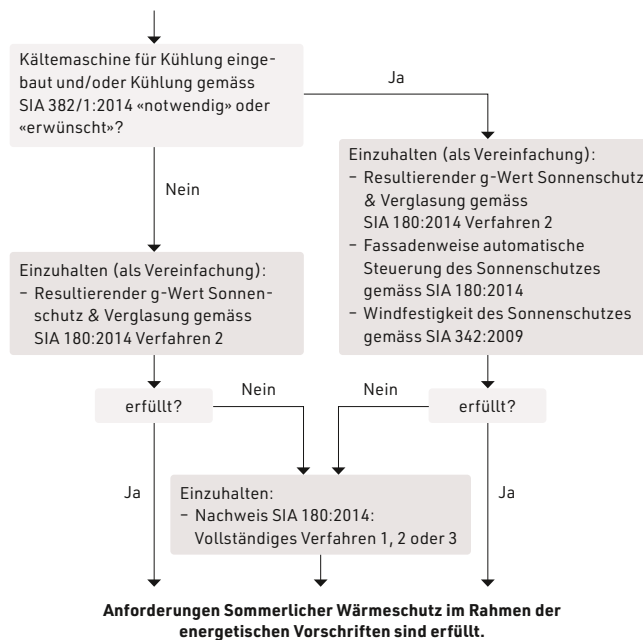 Kältemaschine für Kühlung einge-
baut und/oder Kühlung gemäss
SIA 382/1:2014 «notwendig» oder
«erwünscht»?
Ja
Nein
Einzuhalten (als Vereinfachung):
– Resultierender g-Wert Sonnenschutz
& Verglasung gemäss
SIA 180:2014 Verfahren 2
– Fassadenweise automatische
Steuerung des Sonnenschutzes
gemäss SIA 180:2014
– Windfestigkeit des Sonnenschutzes
gemäss SIA 342:2009
Einzuhalten (als Vereinfachung):
– Resultierender g-Wert Sonnen-
schutz & Verglasung gemäss
SIA 180:2014 Verfahren 2
erfüllt?
Nein
Nein
erfüllt?
Ja
Einzuhalten:
– Nachweis SIA 180:2014:
Vollständiges Verfahren 1, 2 oder 3
Ja
Anforderungen Sommerlicher Wärmeschutz im Rahmen der
energetischen Vorschriften sind erfüllt.